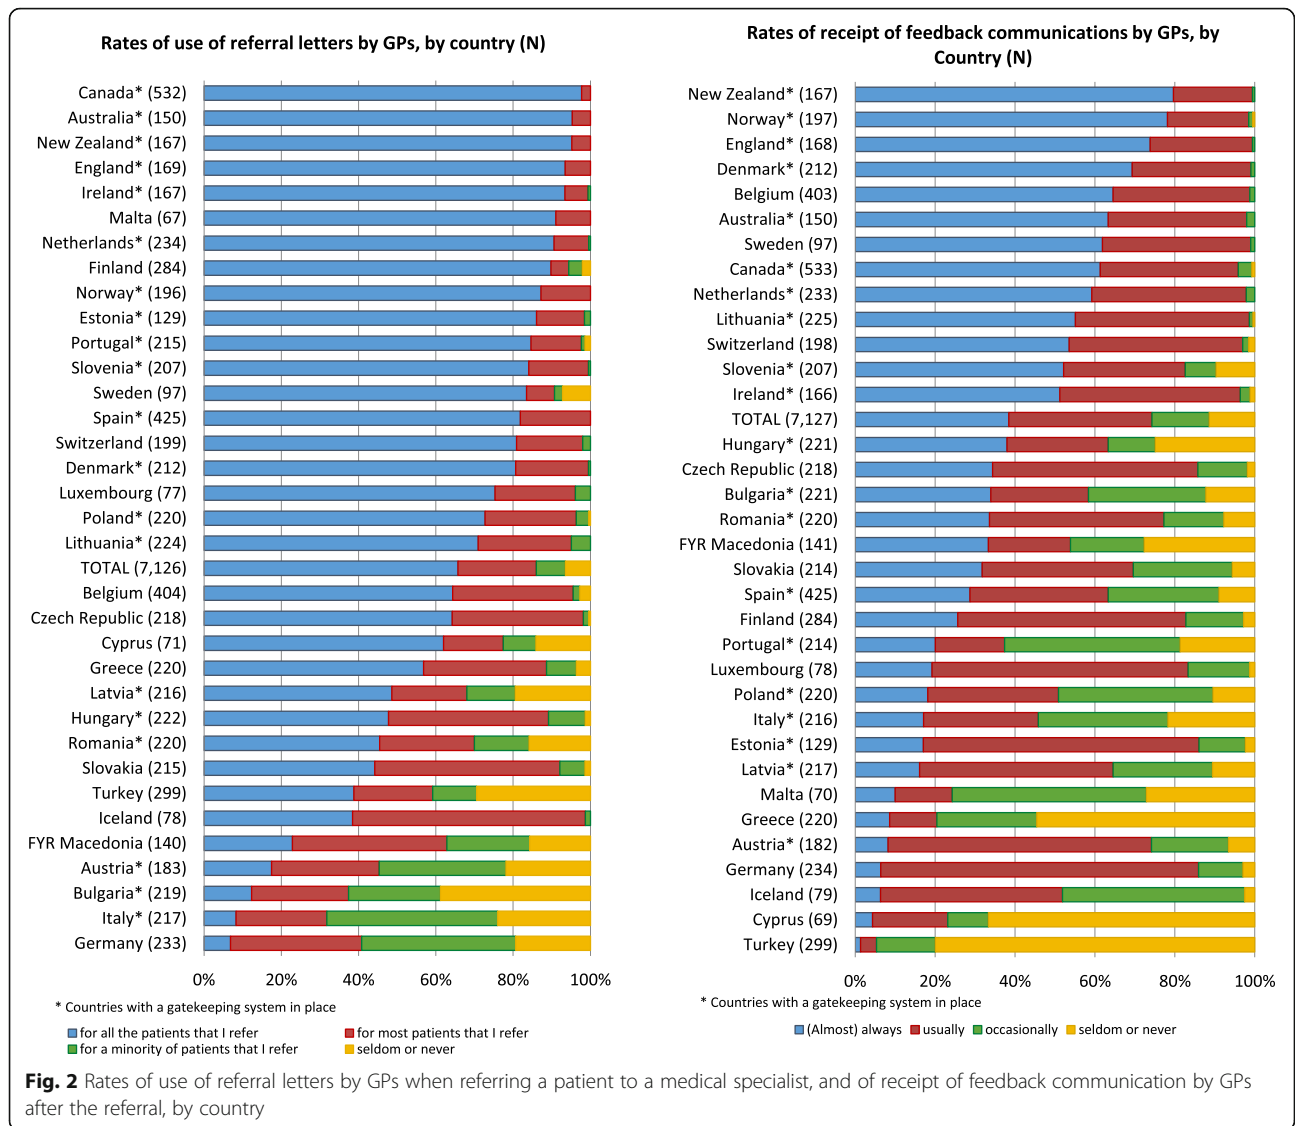 Rates of use of referral letters by GPs, by country (N)
Canada* (532)
Australia* (150)
New Zealand* (167)
England* (169)
Ireland* (167)
Malta (67)
Netherlands* (234)
Finland (284)
Norway* (196)
Estonia* (129)
Portugal* (215)
Slovenia* (207)
Sweden (97)
Spain* (425)
Switzerland (199)
Denmark* (212)
Luxembourg (77)
Poland* (220)
Lithuania* (224)
TOTAL (7,126)
Belgium (404)
Czech Republic (218)
Cyprus (71)
Greece (220)
Latvia* (216)
Hungary* (222)
Romania* (220)
Slovakia (215)
Turkey (299)
Iceland (78)
FYR Macedonia (140)
Austria* (183)
Bulgaria* (219)
Italy* (217)
Germany (233)
0% 20% 40% 60% 80% 100%
* Countries with a gatekeeping system in place
for all the patients that I refer for most patients that I refer
for a minority of patients that I refer seldom or never
Rates of receipt of feedback communications by GPs, by
Country (N)
New Zealand* (167)
Norway* (197)
England* (168)
Denmark* (212)
Belgium (403)
Australia* (150)
Sweden (97)
Canada* (533)
Netherlands* (233)
Lithuania* (225)
Switzerland (198)
Slovenia* (207)
Ireland* (166)
TOTAL (7,127)
Hungary* (221)
Czech Republic (218)
Bulgaria* (221)
Romania* (220)
FYR Macedonia (141)
Slovakia (214)
Spain* (425)
Finland (284)
Portugal* (214)
Luxembourg (78)
Poland* (220)
Italy* (216)
Estonia* (129)
Latvia* (217)
Malta (70)
Greece (220)
Austria* (182)
Germany (234)
Iceland (79)
Cyprus (69)
Turkey (299)
0% 20% 40% 60% 80% 100%
* Countries with a gatekeeping system in place
(Almost) always usually occasionally seldom or never
Fig. 2 Rates of use of referral letters by GPs when referring a patient to a medical specialist, and of receipt of feedback communication by GPs
after the referral, by country